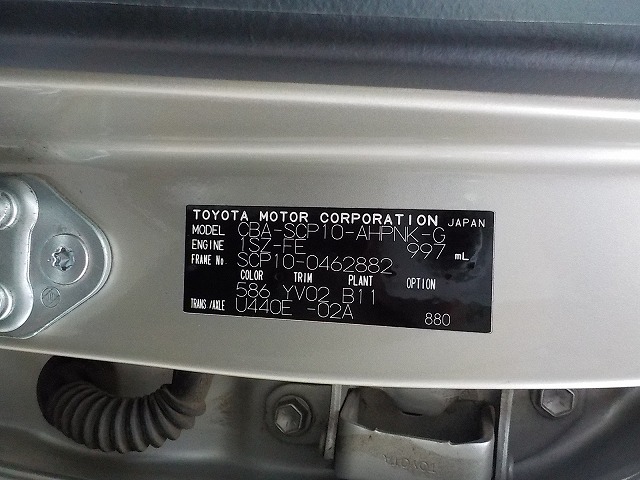 TOYOTA MOTOR CORPORATION JAPAN
MODEL CBA-SCP10-AHPNK-G
ENGINE 1SZ-FE 997 mL
FRAME No. SCP10-0462882
COLOR TRIM PLANT OPTION
586 YV02 B11
TRANS/AXLE U440E -02A 880
TOYOTA